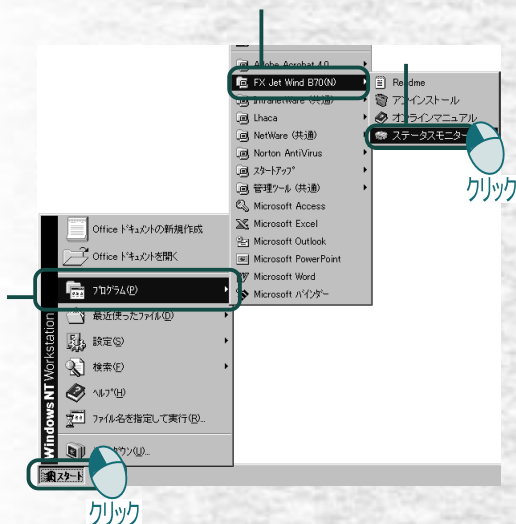 Adobe Acrobat 4.0
FX Jet Wind B70(N)
IntranetWare (共通)
Lhaca
NetWare (共通)
Norton AntiVirus
スタートアップ
管理ツール (共通)
Microsoft Access
Microsoft Excel
Microsoft Outlook
Microsoft PowerPoint
Microsoft Word
Microsoft バインダー
Readme
アンインストール
オンラインマニュアル
ステータスモニター
クリック
Office ドキュメントの新規作成
Office ドキュメントを開く
プログラム(P)
最近使ったファイル(D)
設定(S)
検索(F)
ヘルプ(H)
ファイル名を指定して実行(R)...
ダウン(U)...
Windows NT Workstation
スタート
クリック